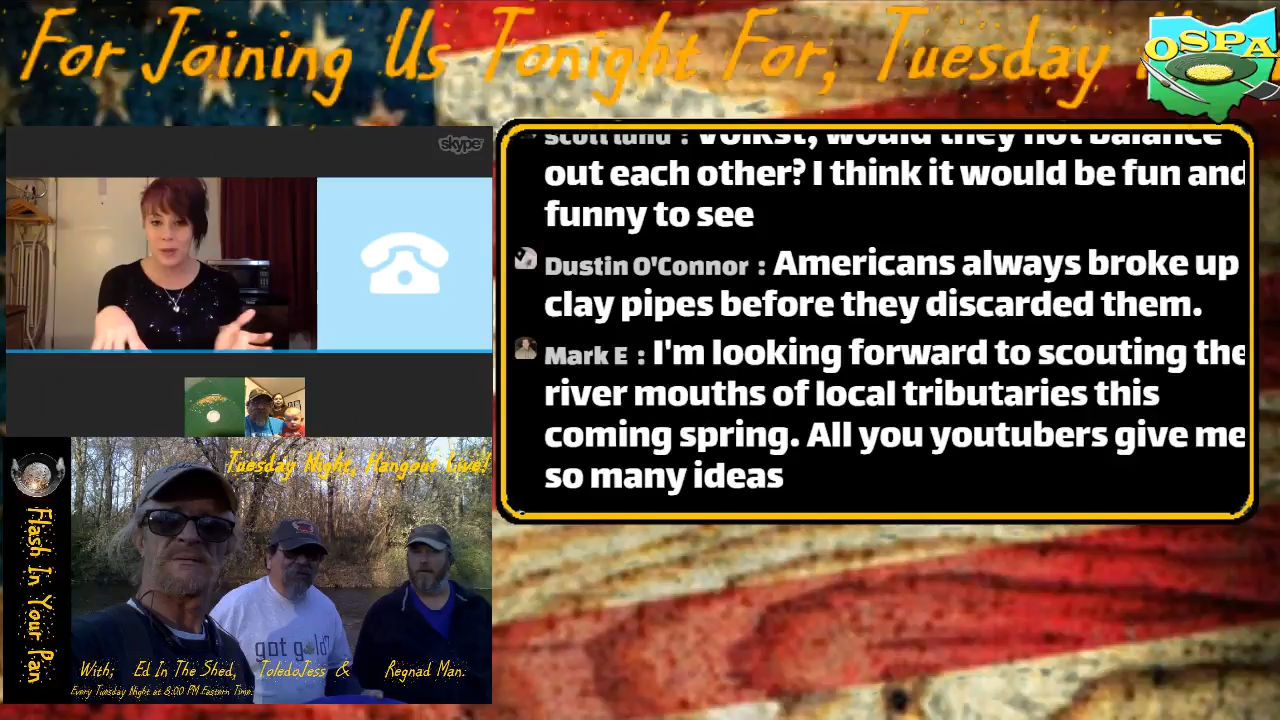 For Joining Us Tonight For, Tuesday
OSPA
skype
out each other? I think it would be fun and
funny to see
Dustin O'Connor : Americans always broke up
clay pipes before they discarded them.
Mark E : I'm looking forward to scouting the
river mouths of local tributaries this
coming spring. All you youtubers give me
so many ideas
Tuesday Night, Hangout Live!
Flash In Your Pan
got gold?
With; Ed In The Shed, ToledoJess & Regnad Man.
Every Tuesday Night at 8:00 PM Eastern Time.